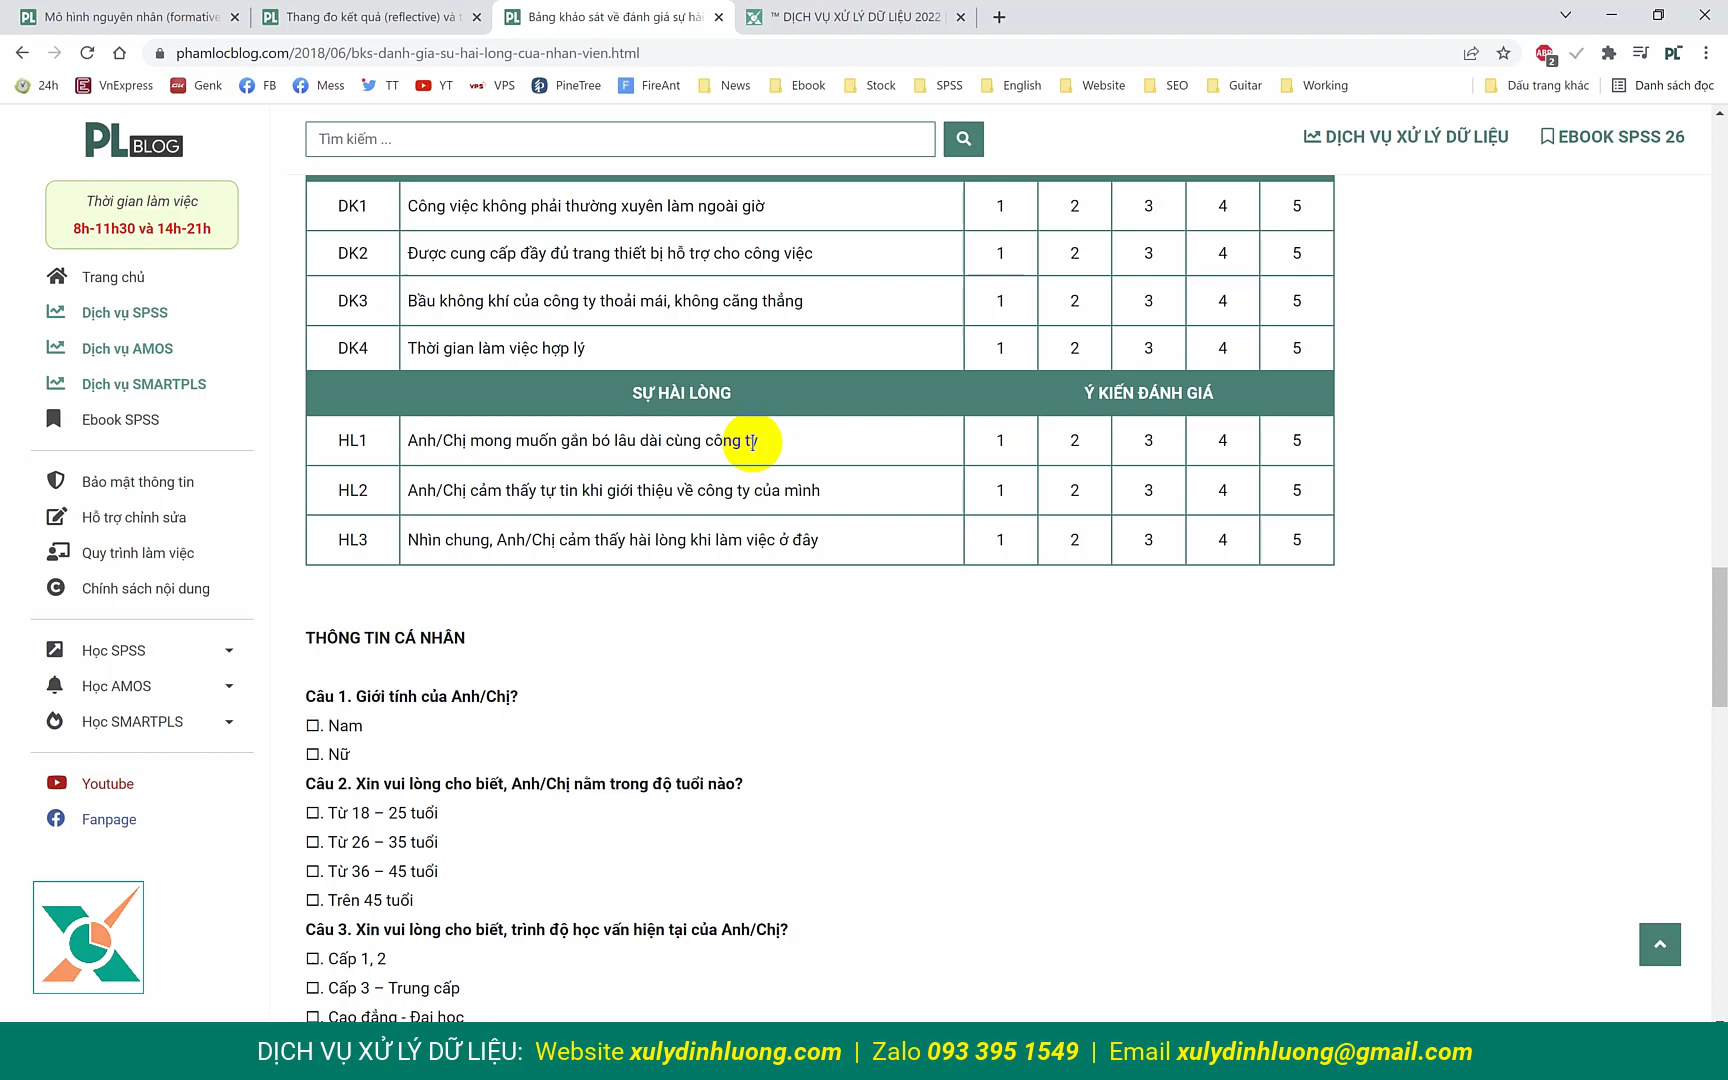 Mô hình nguyên nhân (formative
Thang đo kết quả (reflective) và t
Bảng khảo sát về đánh giá sự hài
™ DỊCH VỤ XỬ LÝ DỮ LIỆU 2022
phamlocblog.com/2018/06/bks-danh-gia-su-hai-long-cua-nhan-vien.html
ABP 2
PL
24h VnExpress Genk FB Mess TT YT VPS PineTree FireAnt News Ebook Stock SPSS English Website SEO Guitar Working Dấu trang khác Danh sách đọc
PL BLOG
Tìm kiếm ...
DỊCH VỤ XỬ LÝ DỮ LIỆU
EBOOK SPSS 26
Thời gian làm việc
8h-11h30 và 14h-21h
Trang chủ
Dịch vụ SPSS
Dịch vụ AMOS
Dịch vụ SMARTPLS
Ebook SPSS
Bảo mật thông tin
Hỗ trợ chỉnh sửa
Quy trình làm việc
Chính sách nội dung
Học SPSS
Học AMOS
Học SMARTPLS
Youtube
Fanpage
DK1 Công việc không phải thường xuyên làm ngoài giờ 1 2 3 4 5
DK2 Được cung cấp đầy đủ trang thiết bị hỗ trợ cho công việc 1 2 3 4 5
DK3 Bầu không khí của công ty thoải mái, không căng thẳng 1 2 3 4 5
DK4 Thời gian làm việc hợp lý 1 2 3 4 5
SỰ HÀI LÒNG Ý KIẾN ĐÁNH GIÁ
HL1 Anh/Chị mong muốn gắn bó lâu dài cùng công ty 1 2 3 4 5
HL2 Anh/Chị cảm thấy tự tin khi giới thiệu về công ty của mình 1 2 3 4 5
HL3 Nhìn chung, Anh/Chị cảm thấy hài lòng khi làm việc ở đây 1 2 3 4 5
THÔNG TIN CÁ NHÂN
Câu 1. Giới tính của Anh/Chị?
☐. Nam
☐. Nữ
Câu 2. Xin vui lòng cho biết, Anh/Chị nằm trong độ tuổi nào?
☐. Từ 18 – 25 tuổi
☐. Từ 26 – 35 tuổi
☐. Từ 36 – 45 tuổi
☐. Trên 45 tuổi
Câu 3. Xin vui lòng cho biết, trình độ học vấn hiện tại của Anh/Chị?
☐. Cấp 1, 2
☐. Cấp 3 – Trung cấp
☐. Cao đẳng - Đại học
DỊCH VỤ XỬ LÝ DỮ LIỆU: Website xulydinhluong.com | Zalo 093 395 1549 | Email xulydinhluong@gmail.com